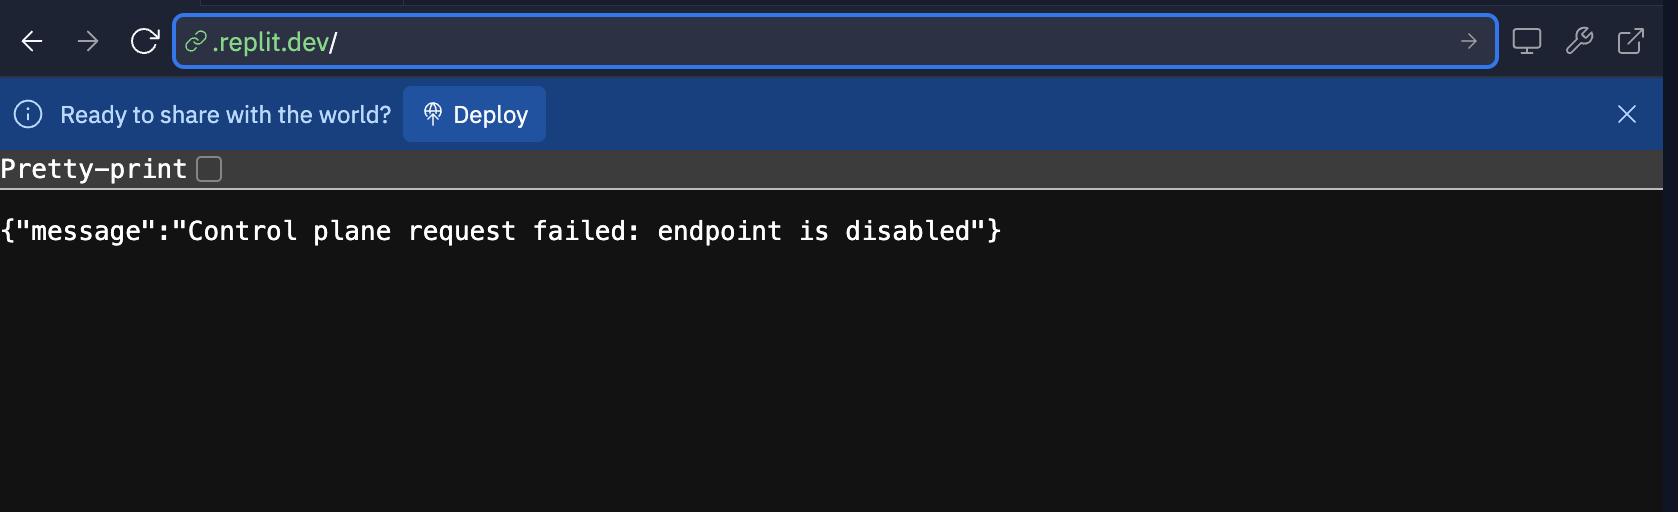 .replit.dev/
Ready to share with the world? Deploy
Pretty-print
{"message":"Control plane request failed: endpoint is disabled"}